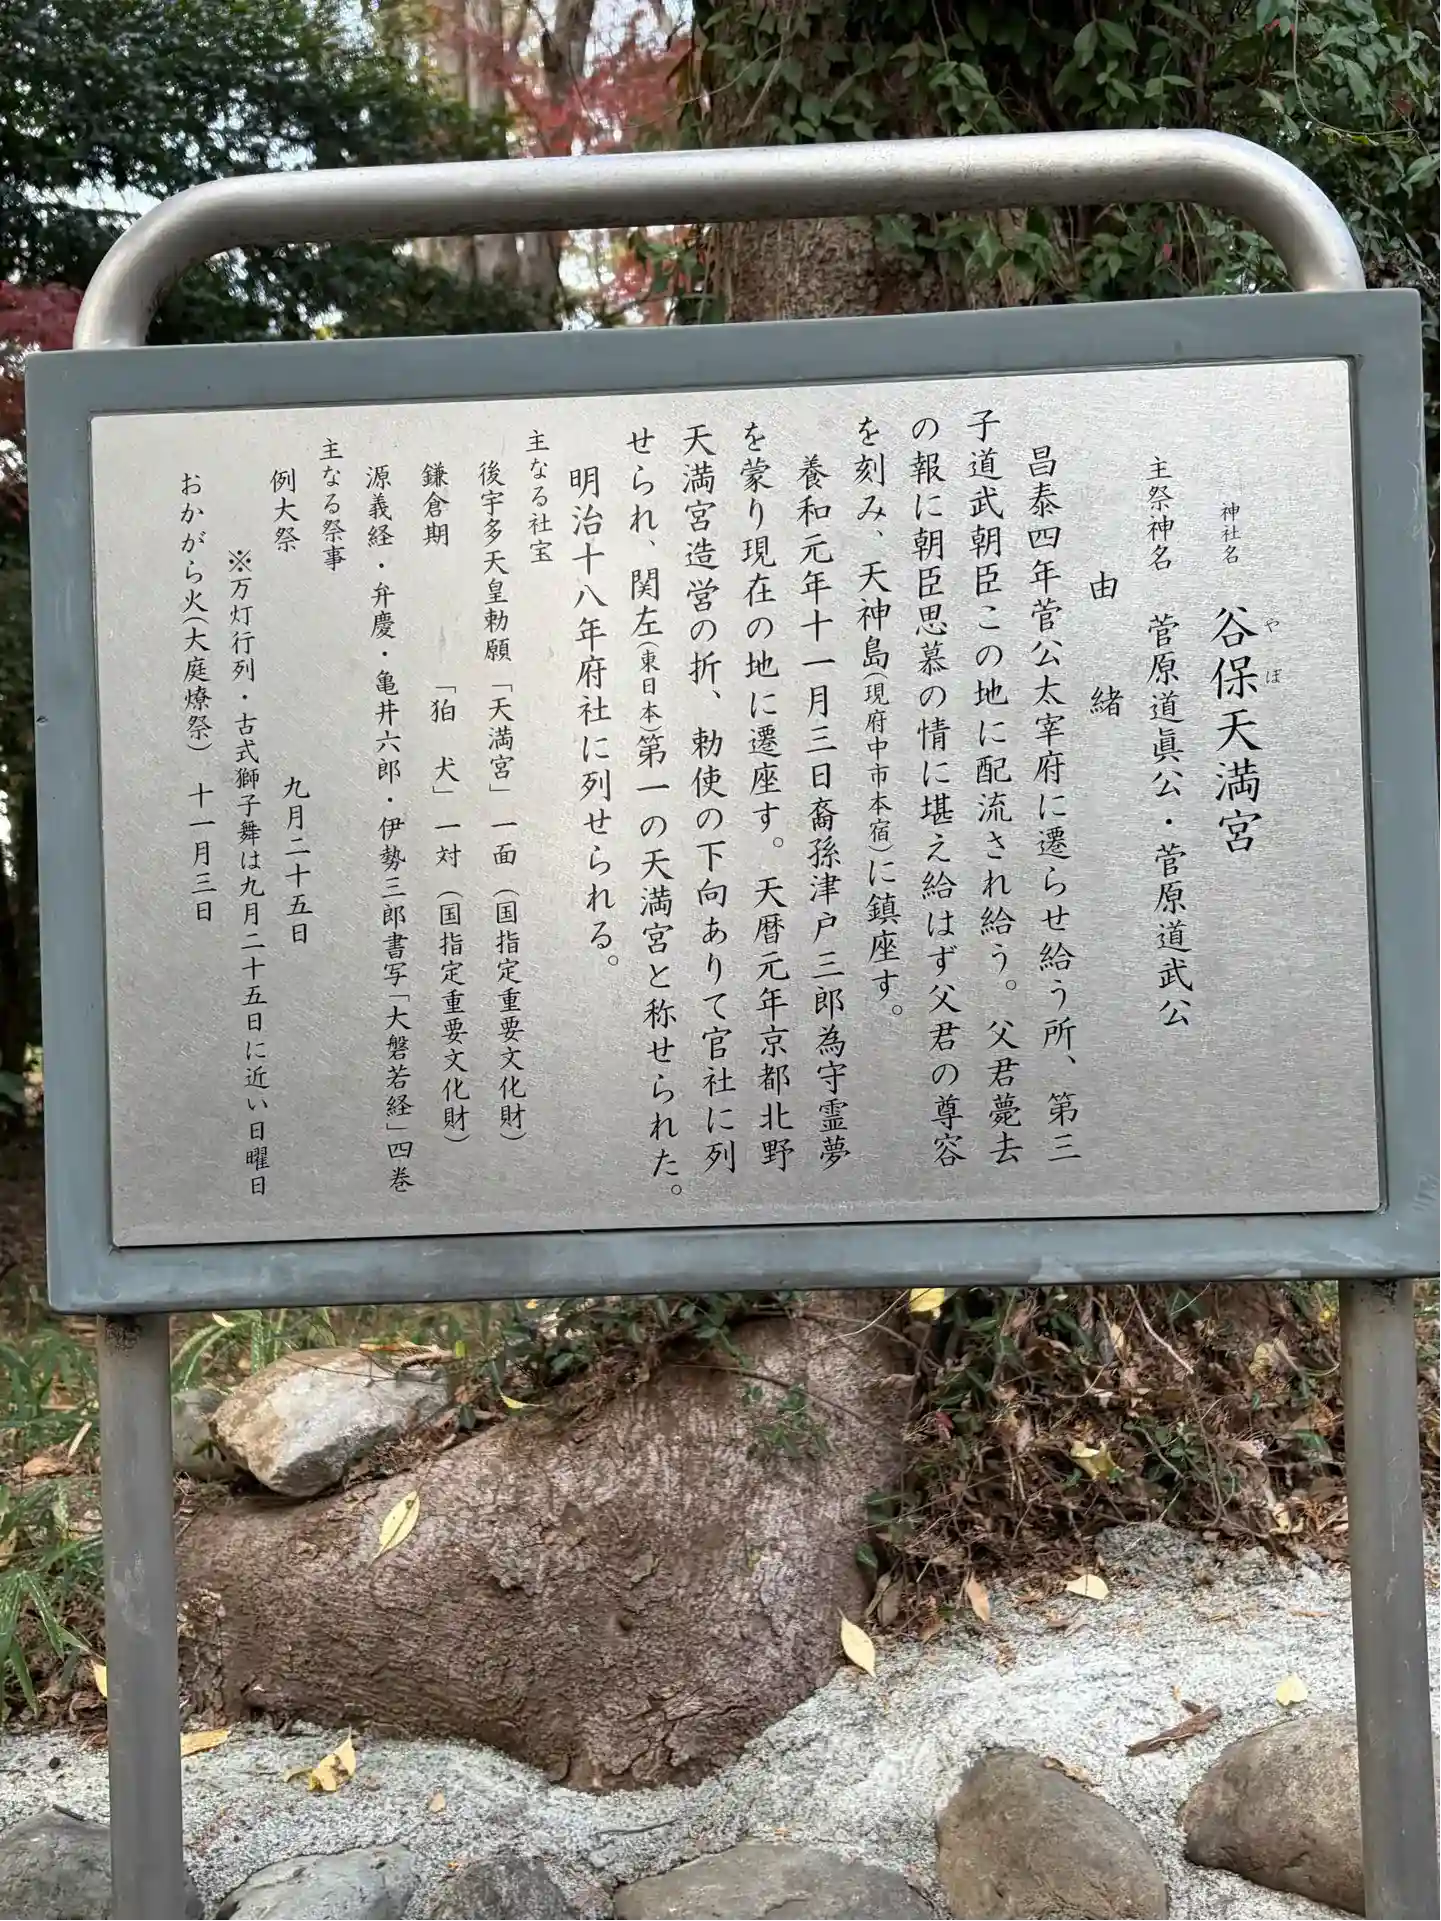 神社名　谷保天満宮
やぼ
主祭神名　菅原道眞公・菅原道武公
由緒
昌泰四年菅公太宰府に遷らせ給う所、第三
子道武朝臣この地に配流され給う。父君薨去
の報に朝臣思慕の情に堪え給はず父君の尊容
を刻み、天神島(現府中市本宿)に鎮座す。
養和元年十一月三日裔孫津戸三郎為守霊夢
を蒙り現在の地に遷座す。天暦元年京都北野
天満宮造営の折、勅使の下向ありて官社に列
せられ、関左(東日本)第一の天満宮と称せられた。
明治十八年府社に列せられる。
主なる社宝
後宇多天皇勅願「天満宮」一面（国指定重要文化財）
鎌倉期　「狛　犬」一対（国指定重要文化財）
源義経・弁慶・亀井六郎・伊勢三郎書写「大磐若経」四巻
主なる祭事
例大祭　九月二十五日
※万灯行列・古式獅子舞は九月二十五日に近い日曜日
おかがら火(大庭燎祭)　十一月三日